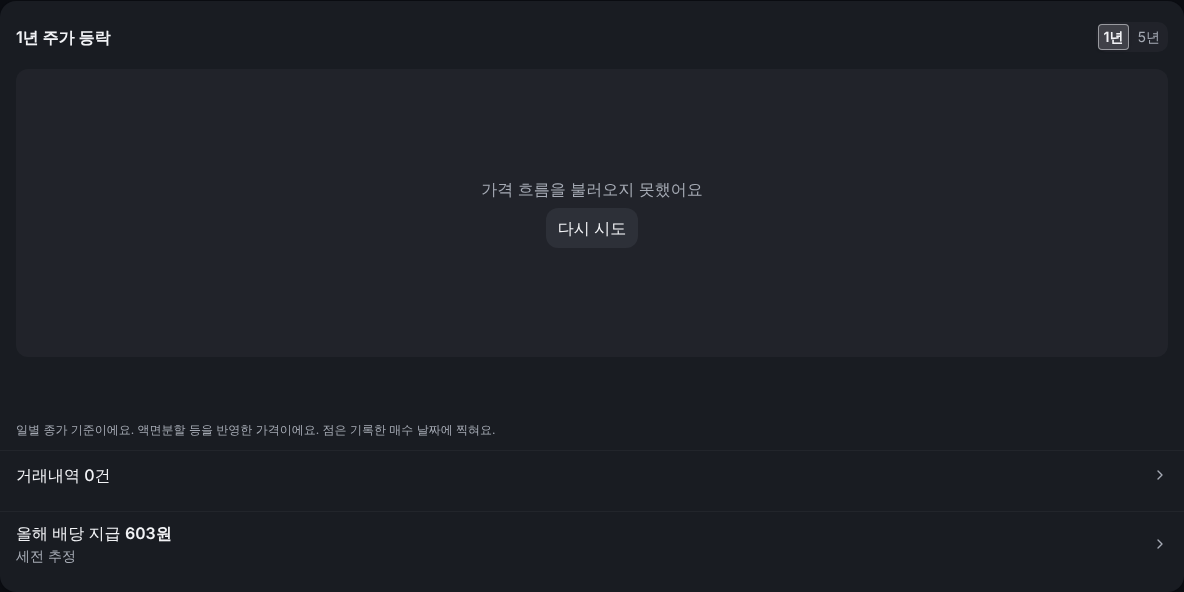 1년 주가 등락
1년 5년
가격 흐름을 불러오지 못했어요
다시 시도
일별 종가 기준이에요. 액면분할 등을 반영한 가격이에요. 점은 기록한 매수 날짜에 찍혀요.
거래내역 0건
올해 배당 지급 603원
세전 추정